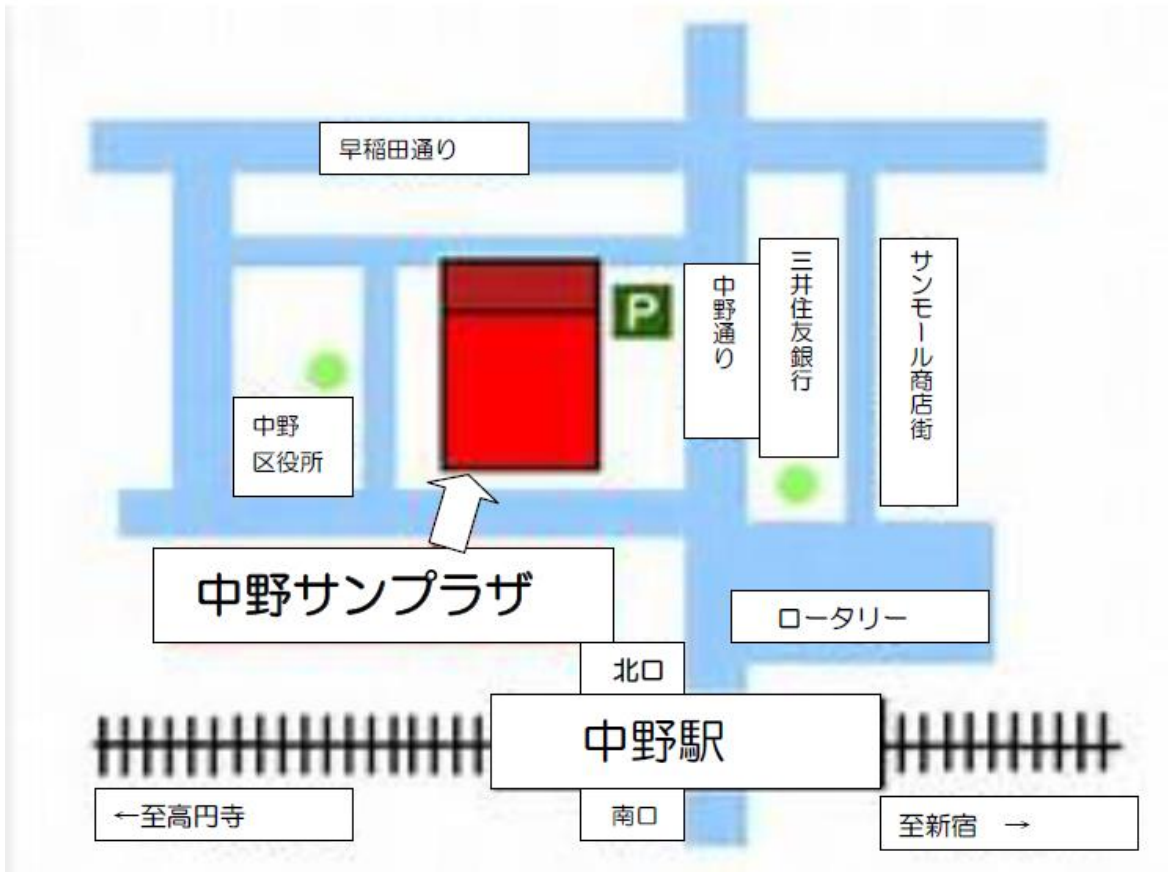 早稲田通り
中野通り
三井住友銀行
サンモール商店街
P
中野
区役所
中野サンプラザ
ロータリー
北口
中野駅
南口
←至高円寺
至新宿　→